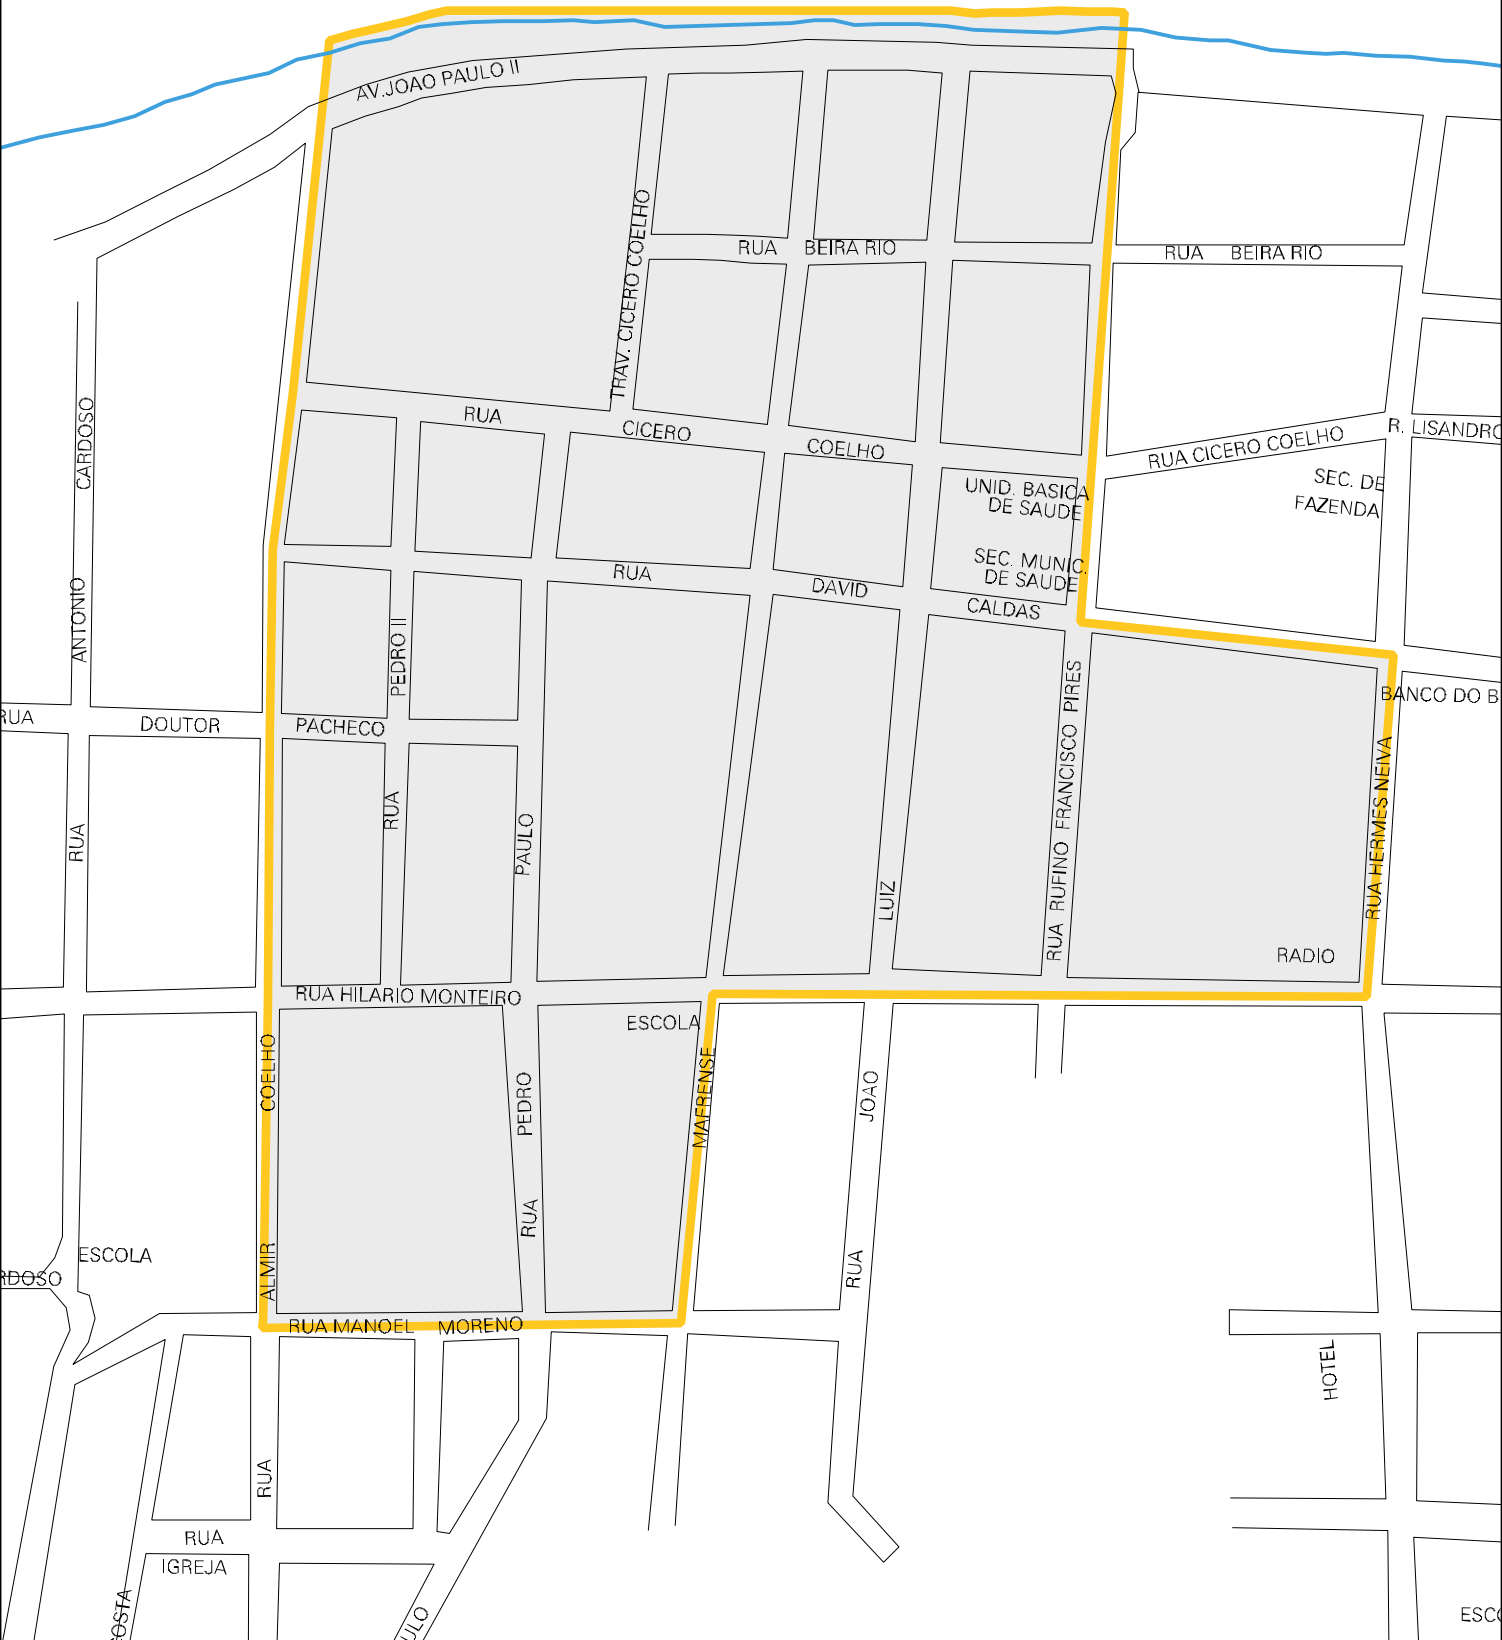 AV.JOAO PAULO II
TRAV. CICERO COELHO
RUA BEIRA RIO
RUA BEIRA RIO
RUA CICERO COELHO
RUA CICERO COELHO
R. LISANDRO
CARDOSO
ANTONIO
RUA
UNID. BASICA
DE SAUDE
SEC. DE
FAZENDA
SEC. MUNIC.
DE SAUDE
RUA DAVID CALDAS
PEDRO II
RUA
RUA DOUTOR PACHECO
BANCO DO B
RUA RUFINO FRANCISCO PIRES
RUA HERMES NEIVA
PAULO
PEDRO
RUA
LUIZ
JOAO
RUA
RADIO
RUA HILARIO MONTEIRO
ESCOLA
MAFRENSE
COELHO
ALMIR
RUA
ESCOLA
RDOSO
RUA MANOEL MORENO
HOTEL
RUA
IGREJA
OSTA
ULO
ESCO